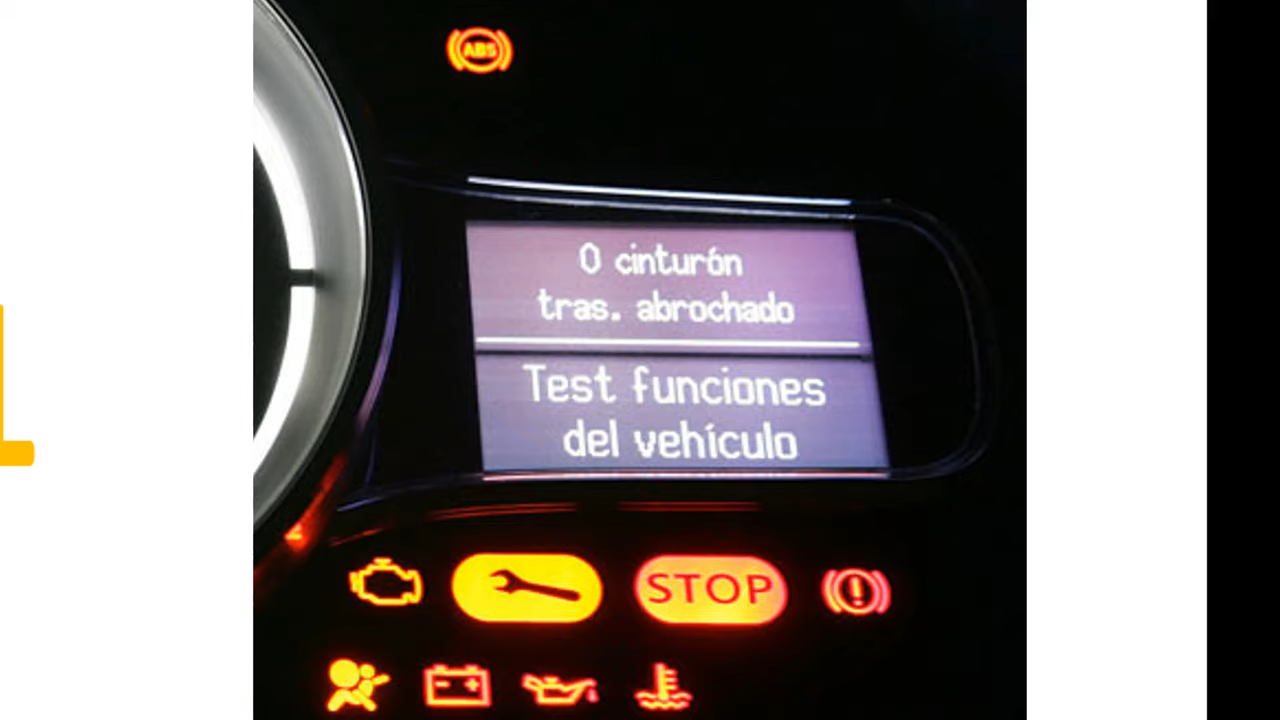 ABS
0 cinturón
tras. abrochado
Test funciones
del vehículo
STOP